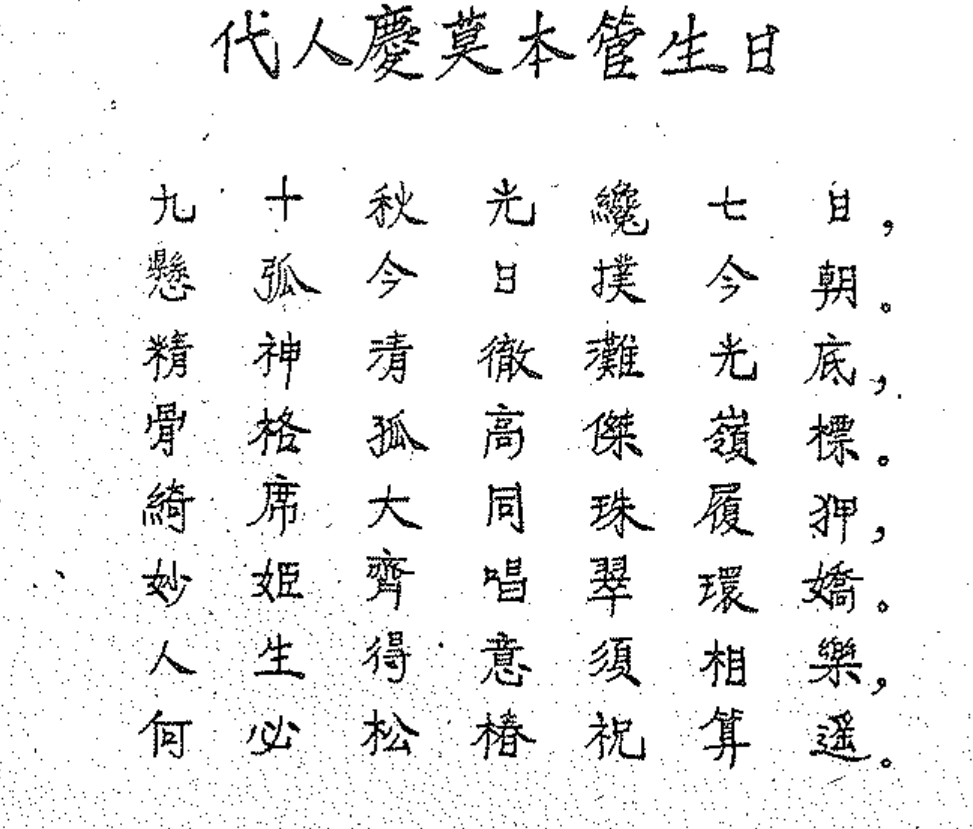 代人慶莫本管生日
九十秋光纔七日，
懸弧今日撲今朝。
精神清徹灘光底，
骨格孤高傑嶺標。
綺席大同珠履狎，
妙姬齊唱翠環嬌。
人生得意須相樂，
何必松椿祝算遥。